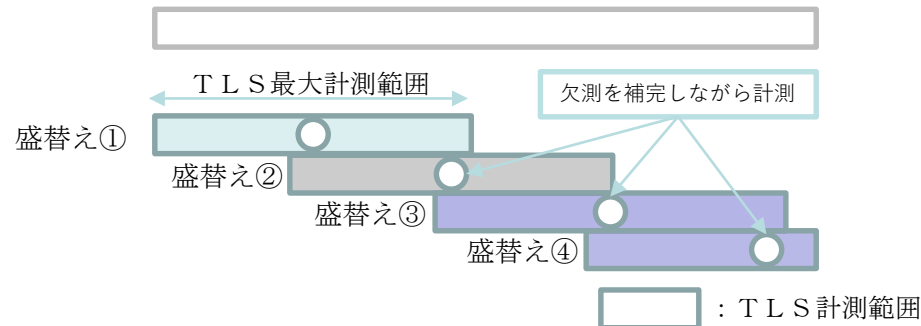 ＴＬＳ最大計測範囲
欠測を補完しながら計測
盛替え①
盛替え②
盛替え③
盛替え④
：ＴＬＳ計測範囲